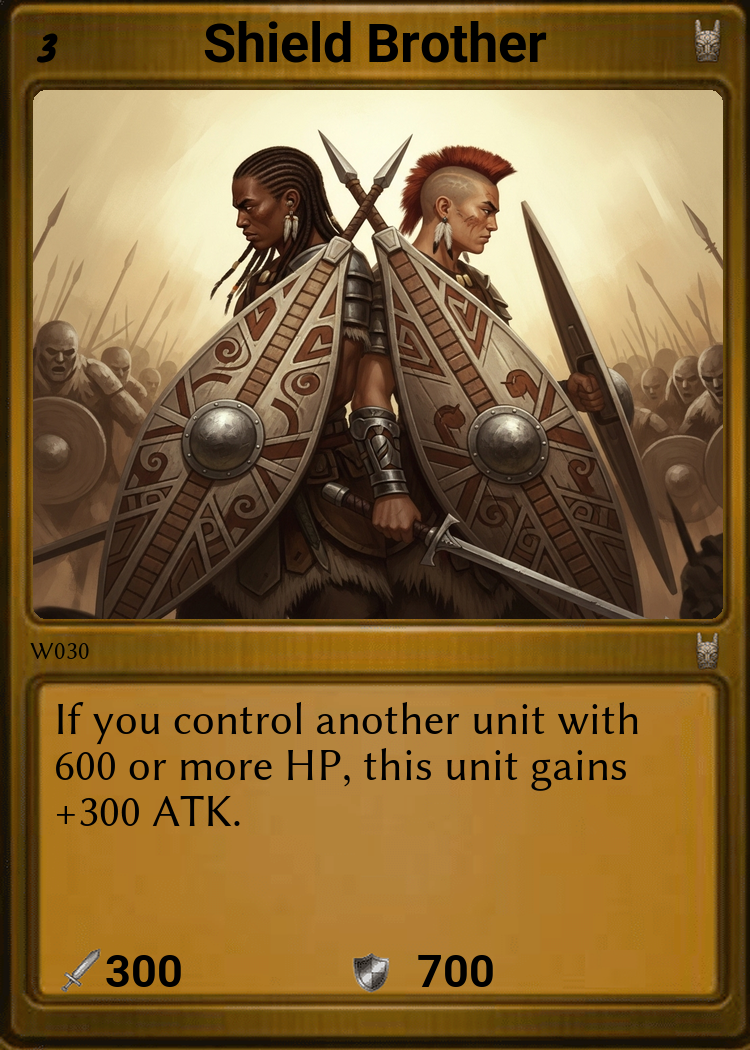 3
Shield Brother
W030
If you control another unit with
600 or more HP, this unit gains
+300 ATK.
300
700